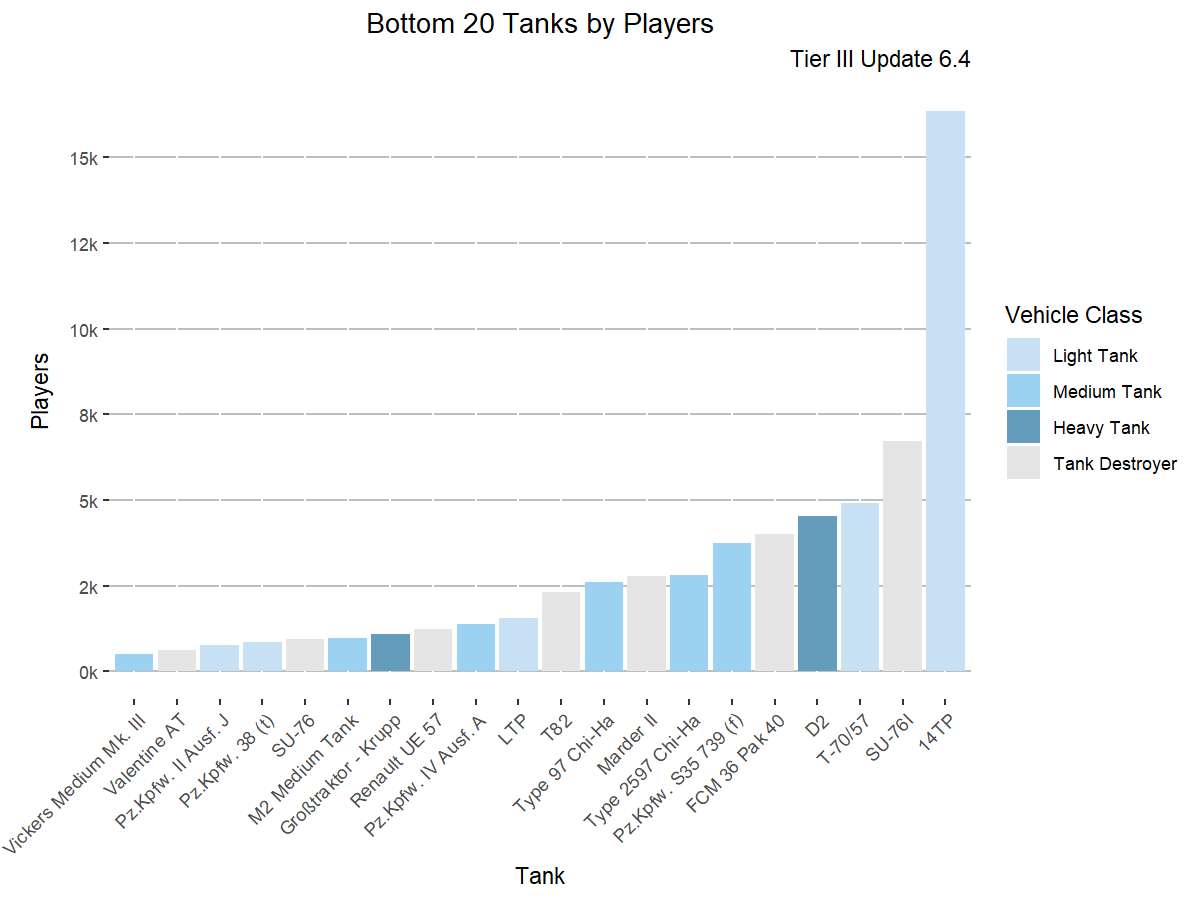 Bottom 20 Tanks by Players
Tier III Update 6.4
15k
12k
10k
8k
5k
2k
0k
Players
Vickers Medium Mk. III
Valentine AT
Pz.Kpfw. II Ausf. J
Pz.Kpfw. 38 (t)
SU-76
M2 Medium Tank
Großtraktor - Krupp
Renault UE 57
Pz.Kpfw. IV Ausf. A
LTP
T82
Type 97 Chi-Ha
Marder II
Type 2597 Chi-Ha
Pz.Kpfw. S35 739 (f)
FCM 36 Pak 40
D2
T-70/57
SU-76I
14TP
Tank
Vehicle Class
Light Tank
Medium Tank
Heavy Tank
Tank Destroyer